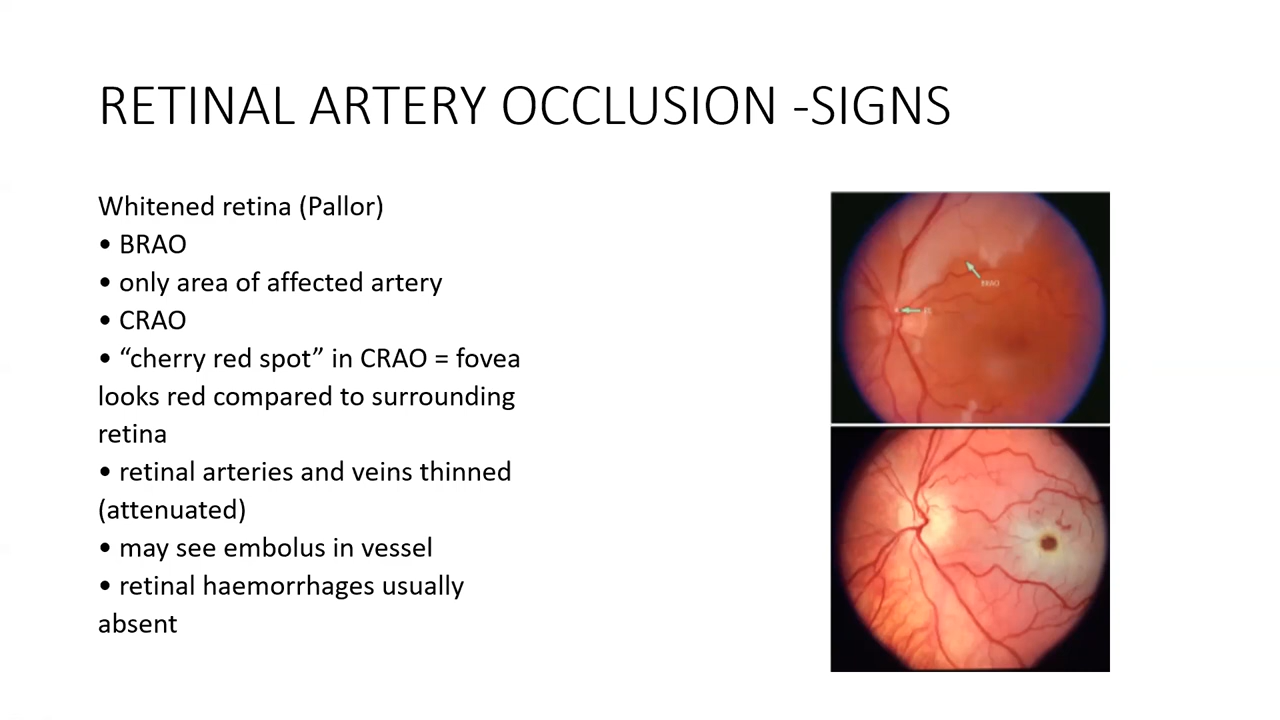 RETINAL ARTERY OCCLUSION -SIGNS
Whitened retina (Pallor)
• BRAO
• only area of affected artery
• CRAO
• “cherry red spot” in CRAO = fovea
looks red compared to surrounding
retina
• retinal arteries and veins thinned
(attenuated)
• may see embolus in vessel
• retinal haemorrhages usually
absent
BRAO